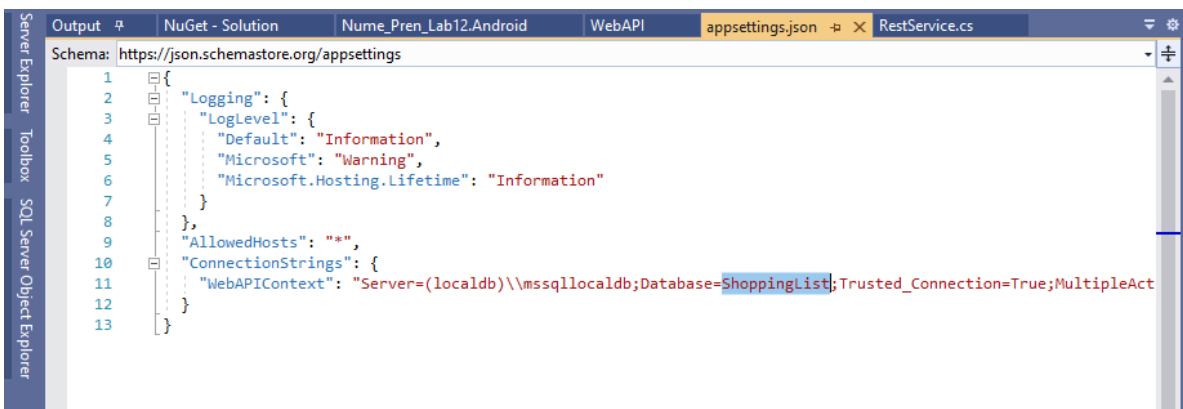 Server Explorer
Toolbox
SQL Server Object Explorer
Output NuGet - Solution Nume_Pren_Lab12.Android WebAPI appsettings.json RestService.cs
Schema: https://json.schemastore.org/appsettings
1 {
2 "Logging": {
3 "LogLevel": {
4 "Default": "Information",
5 "Microsoft": "Warning",
6 "Microsoft.Hosting.Lifetime": "Information"
7 }
8 },
9 "AllowedHosts": "*",
10 "ConnectionStrings": {
11 "WebAPIContext": "Server=(localdb)\\mssqllocaldb;Database=ShoppingList;Trusted_Connection=True;MultipleAct
12 }
13 }